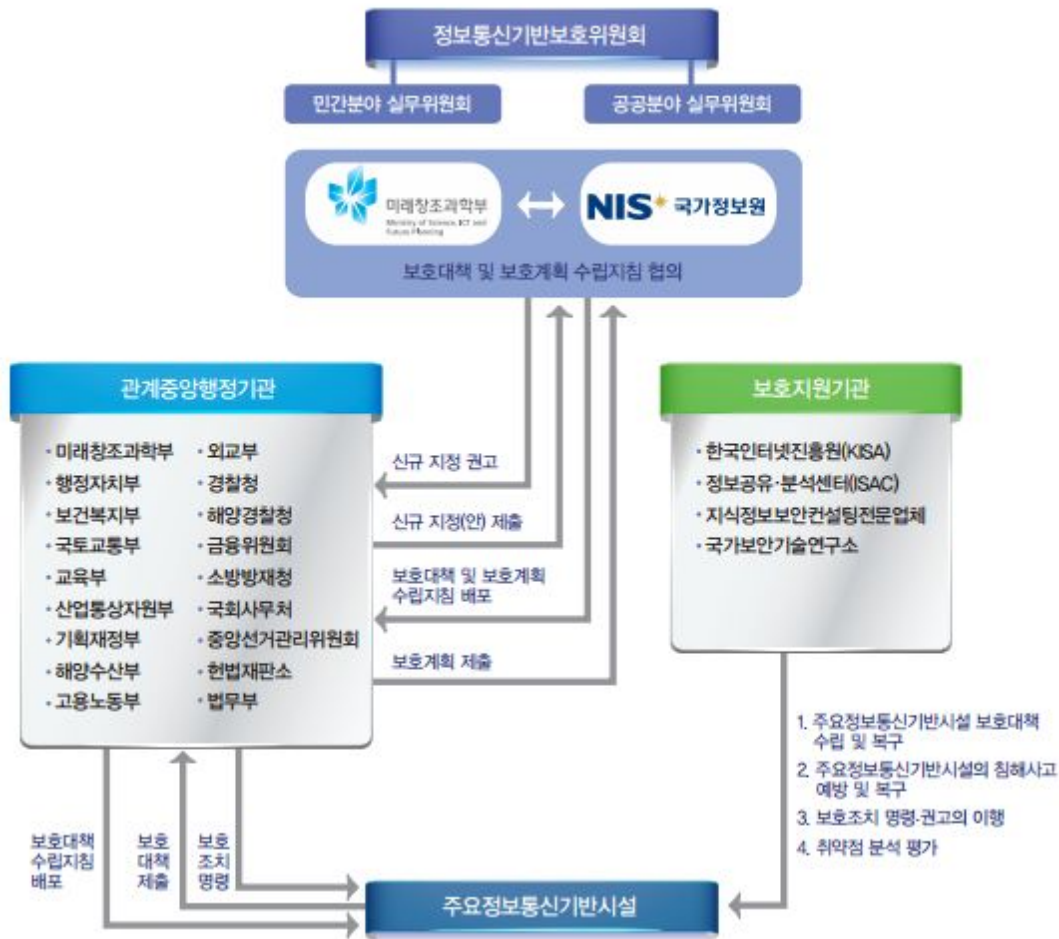 정보통신기반보호위원회
민간분야 실무위원회
공공분야 실무위원회
미래창조과학부
Ministry of Science, ICT and
Future Planning
NIS 국가정보원
보호대책 및 보호계획 수립지침 협의
관계중앙행정기관
• 미래창조과학부
• 행정자치부
• 보건복지부
• 국토교통부
• 교육부
• 산업통상자원부
• 기획재정부
• 해양수산부
• 고용노동부
• 외교부
• 경찰청
• 해양경찰청
• 금융위원회
• 소방방재청
• 국회사무처
• 중앙선거관리위원회
• 헌법재판소
• 법무부
신규 지정 권고
신규 지정(안) 제출
보호대책 및 보호계획
수립지침 배포
보호계획 제출
보호지원기관
• 한국인터넷진흥원(KISA)
• 정보공유·분석센터(ISAC)
• 지식정보보안컨설팅전문업체
• 국가보안기술연구소
1. 주요정보통신기반시설 보호대책
수립 및 복구
2. 주요정보통신기반시설의 침해사고
예방 및 복구
3. 보호조치 명령·권고의 이행
4. 취약점 분석 평가
보호대책
수립지침
배포
보호
대책
제출
보호
조치
명령
주요정보통신기반시설